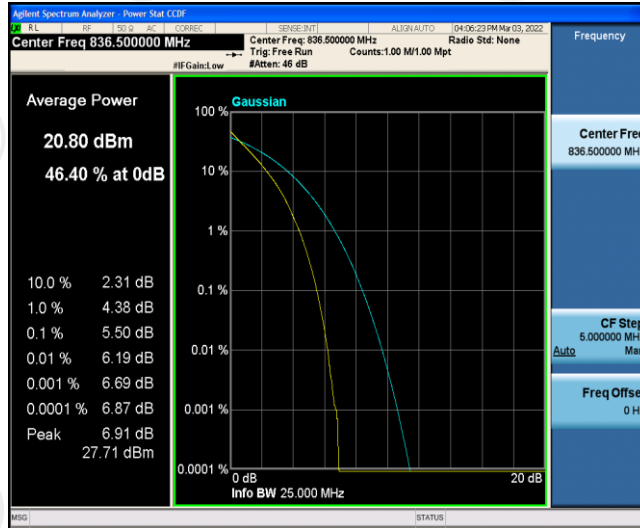 Agilent Spectrum Analyzer - Power Stat CCDF
RL RF 50 Ω AC CORREC SENSE:INT ALIGNAUTO 04:06:23 PM Mar 03, 2022
Center Freq 836.500000 MHz
Center Freq: 836.500000 MHz Radio Std: None
Trig: Free Run Counts:1.00 M/1.00 Mpt
#IFGain:Low #Atten: 46 dB
Frequency
Average Power
20.80 dBm
46.40 % at 0dB
10.0 % 2.31 dB
1.0 % 4.38 dB
0.1 % 5.50 dB
0.01 % 6.19 dB
0.001 % 6.69 dB
0.0001 % 6.87 dB
Peak 6.91 dB
27.71 dBm
Gaussian
100 %
10 %
1 %
0.1 %
0.01 %
0.001 %
0.0001 %
0 dB 20 dB
Info BW 25.000 MHz
Center Fre
836.500000 MH
CF Step
5.000000 MH
Auto Ma
Freq Offse
0 H
MSG STATUS